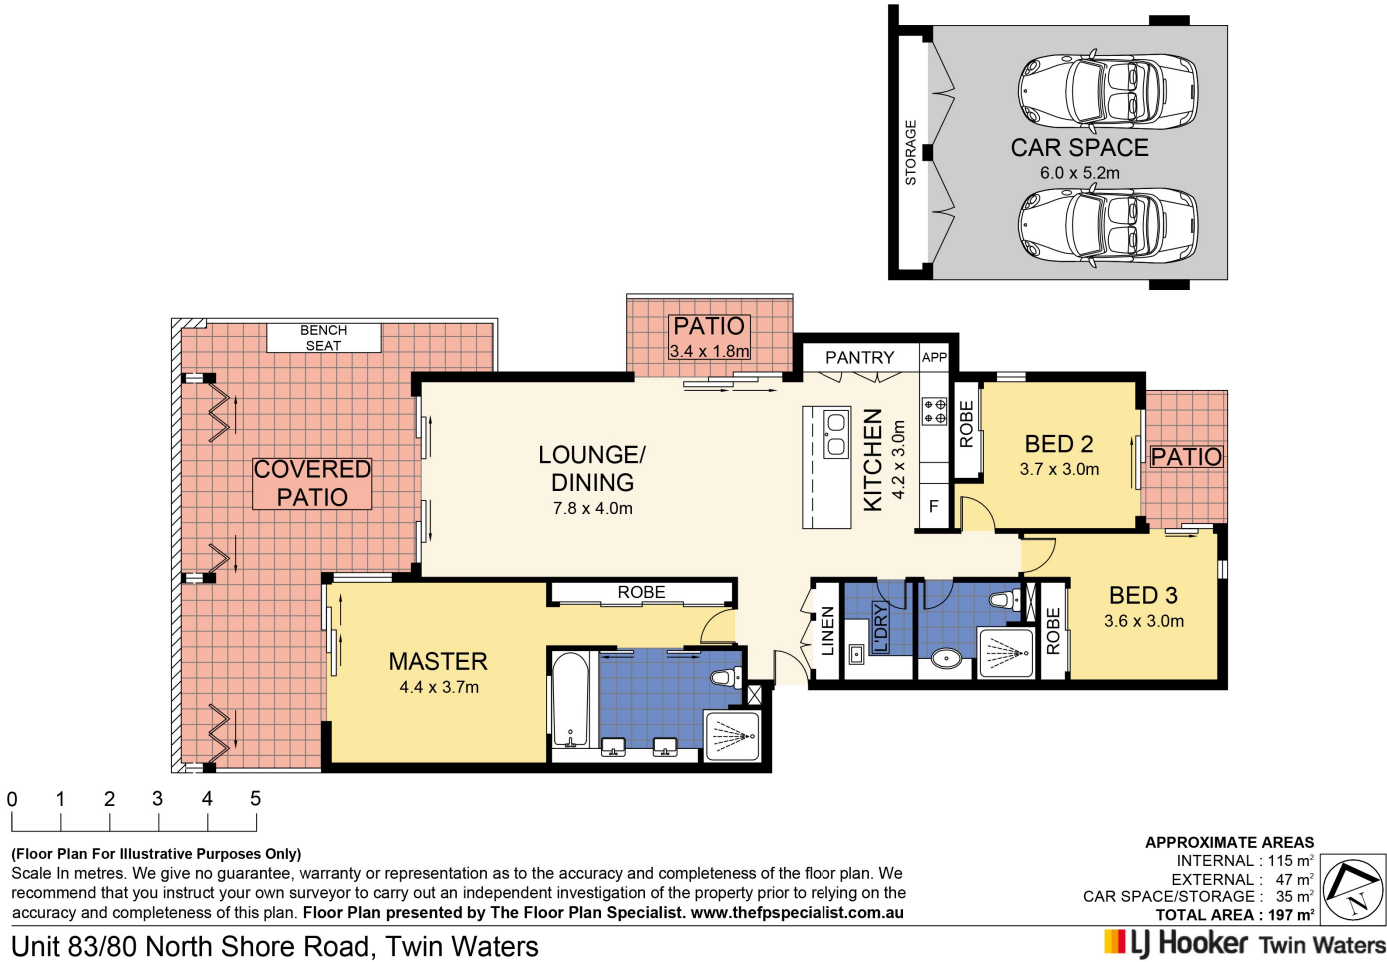 STORAGE
CAR SPACE
6.0 x 5.2m
BENCH
SEAT
PATIO
3.4 x 1.8m
PANTRY
APP
COVERED
PATIO
LOUNGE/
DINING
7.8 x 4.0m
KITCHEN
4.2 x 3.0m
F
ROBE
BED 2
3.7 x 3.0m
PATIO
ROBE
MASTER
4.4 x 3.7m
LINEN
L'DRY
ROBE
BED 3
3.6 x 3.0m
0 1 2 3 4 5
(Floor Plan For Illustrative Purposes Only)
Scale In metres. We give no guarantee, warranty or representation as to the accuracy and completeness of the floor plan. We
recommend that you instruct your own surveyor to carry out an independent investigation of the property prior to relying on the
accuracy and completeness of this plan. Floor Plan presented by The Floor Plan Specialist. www.thefpspecialist.com.au
APPROXIMATE AREAS
INTERNAL : 115 m²
EXTERNAL : 47 m²
CAR SPACE/STORAGE : 35 m²
TOTAL AREA : 197 m²
N
Unit 83/80 North Shore Road, Twin Waters
LJ Hooker Twin Waters